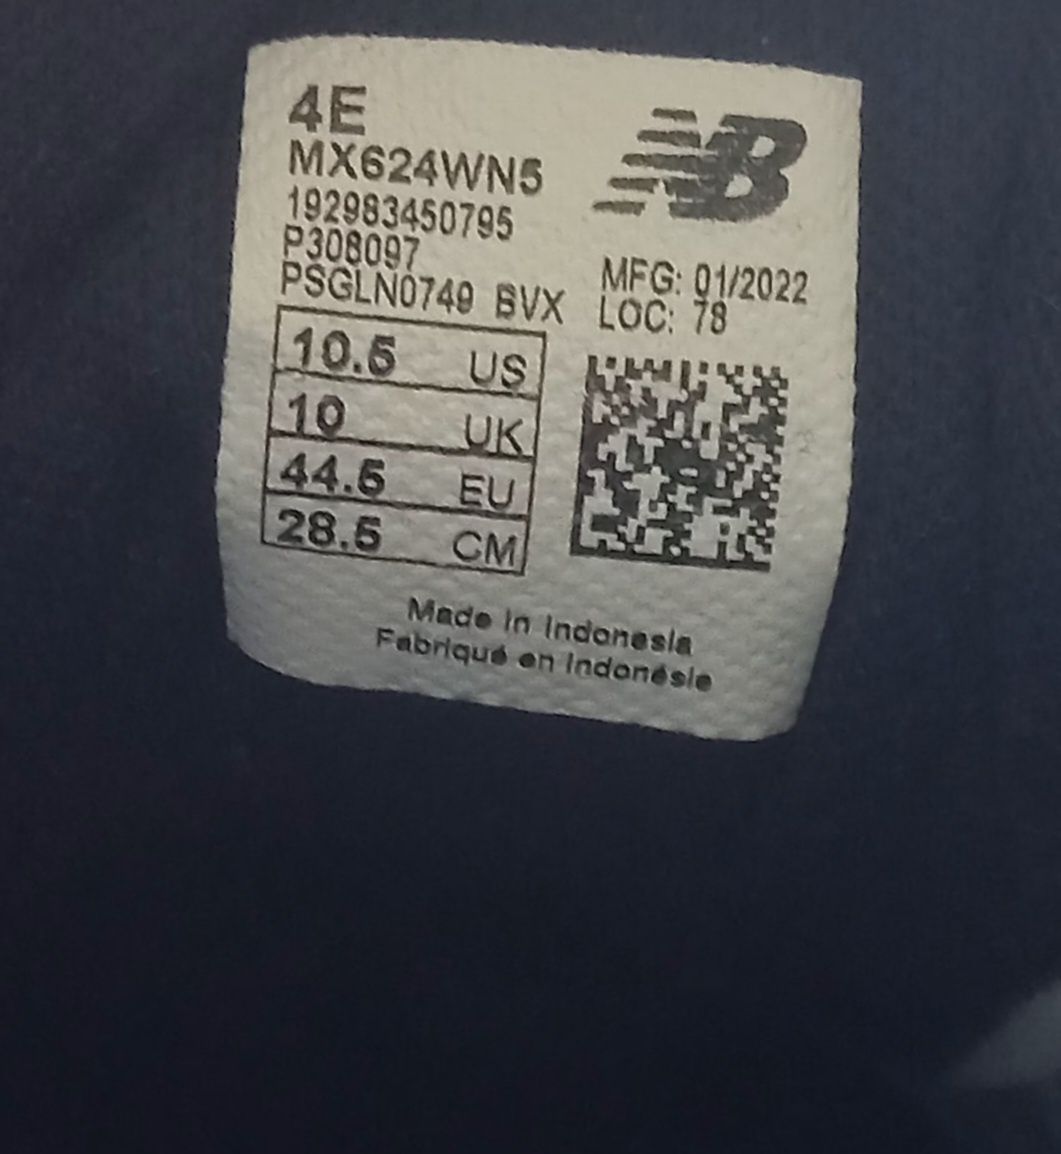 4E
MX624WN5
192983450795
P308097
PSGLN0749 BVX
NB
MFG: 01/2022
LOC: 78
10.5 US
10 UK
44.5 EU
28.5 CM
Made in Indonesia
Fabriqué en Indonésie